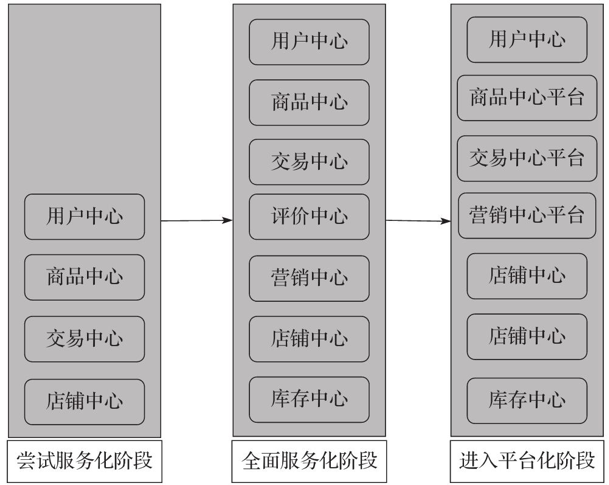 用户中心
商品中心
交易中心
店铺中心
尝试服务化阶段
用户中心
商品中心
交易中心
评价中心
营销中心
店铺中心
库存中心
全面服务化阶段
用户中心
商品中心平台
交易中心平台
营销中心平台
店铺中心
店铺中心
库存中心
进入平台化阶段